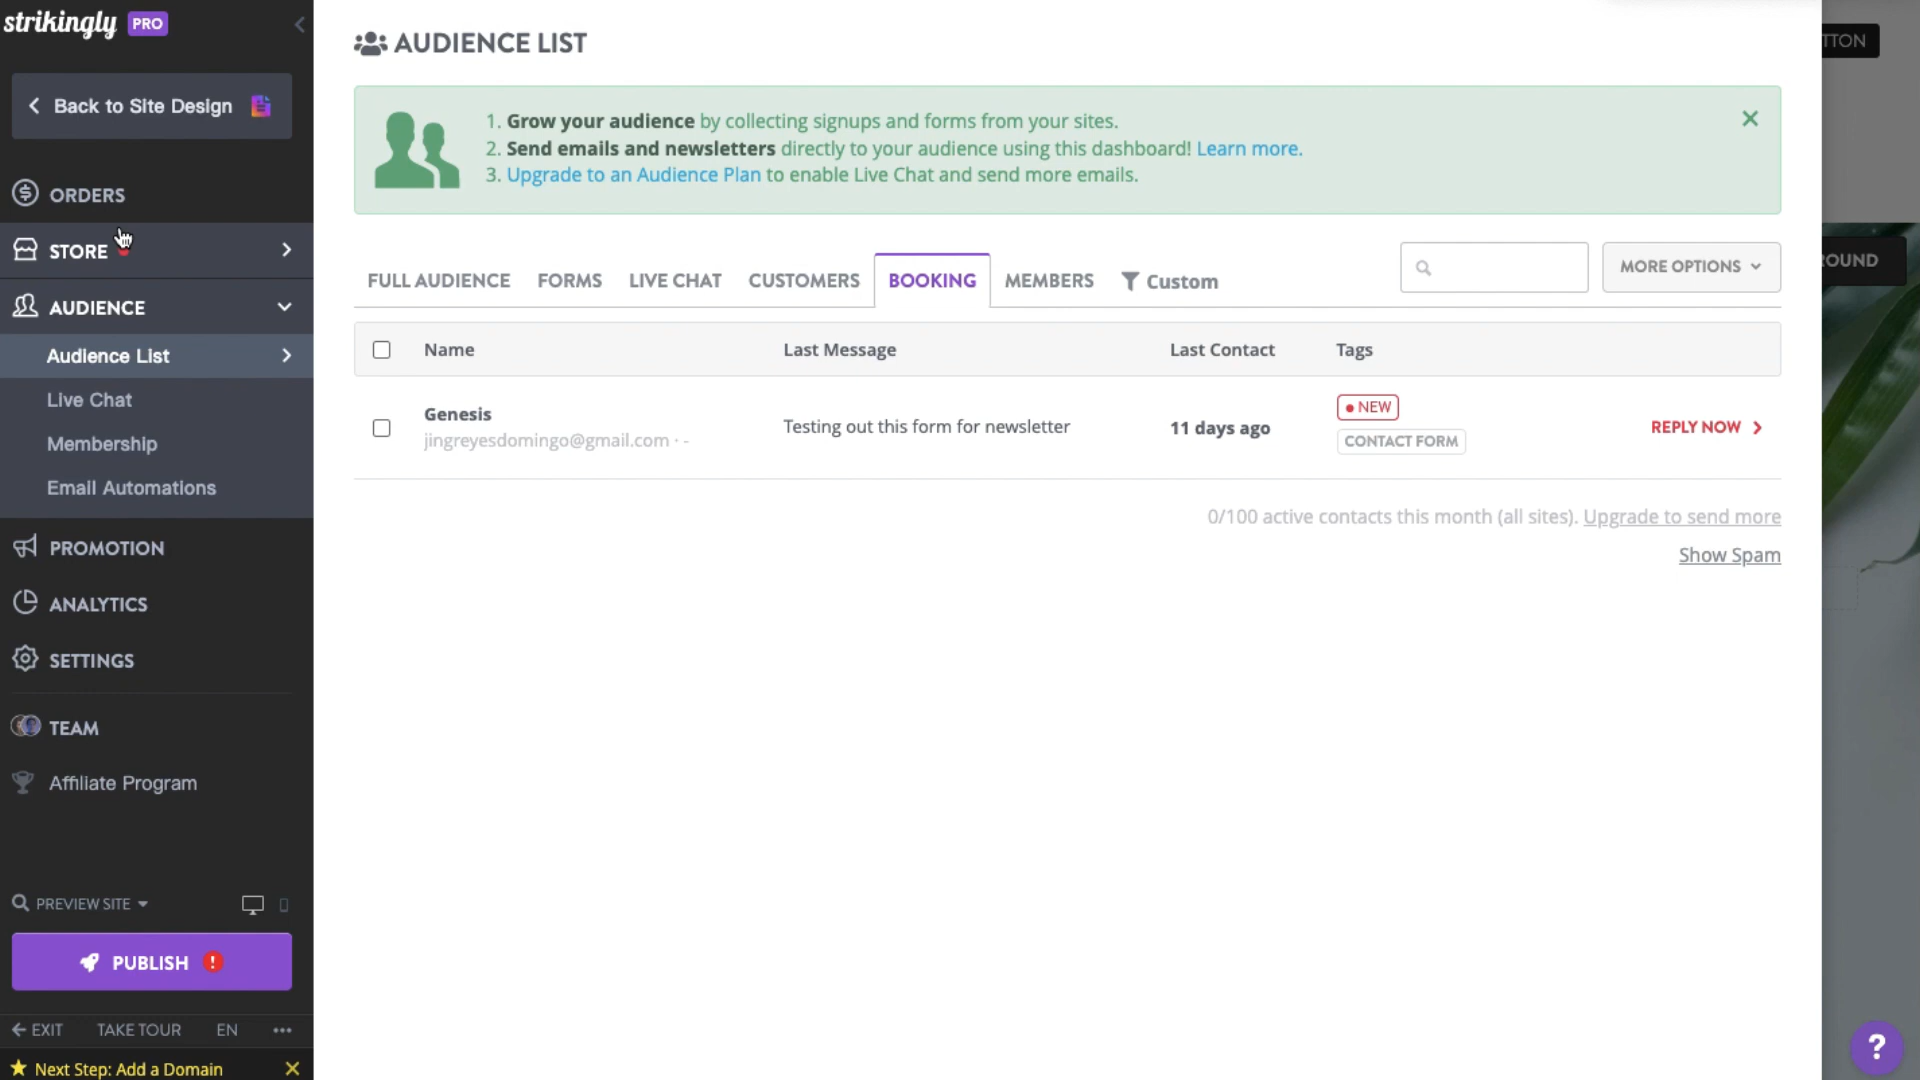 strikingly PRO
Back to Site Design
ORDERS
STORE
AUDIENCE
Audience List
Live Chat
Membership
Email Automations
PROMOTION
ANALYTICS
SETTINGS
TEAM
Affiliate Program
PREVIEW SITE
PUBLISH !
EXIT TAKE TOUR EN •••
Next Step: Add a Domain
AUDIENCE LIST
1. Grow your audience by collecting signups and forms from your sites.
2. Send emails and newsletters directly to your audience using this dashboard! Learn more.
3. Upgrade to an Audience Plan to enable Live Chat and send more emails.
FULL AUDIENCE FORMS LIVE CHAT CUSTOMERS BOOKING MEMBERS Custom
MORE OPTIONS
Name Last Message Last Contact Tags
Genesis
jingreyesdomingo@gmail.com · -
Testing out this form for newsletter
11 days ago
NEW
CONTACT FORM
REPLY NOW
0/100 active contacts this month (all sites). Upgrade to send more
Show Spam
TTON
OUND
?